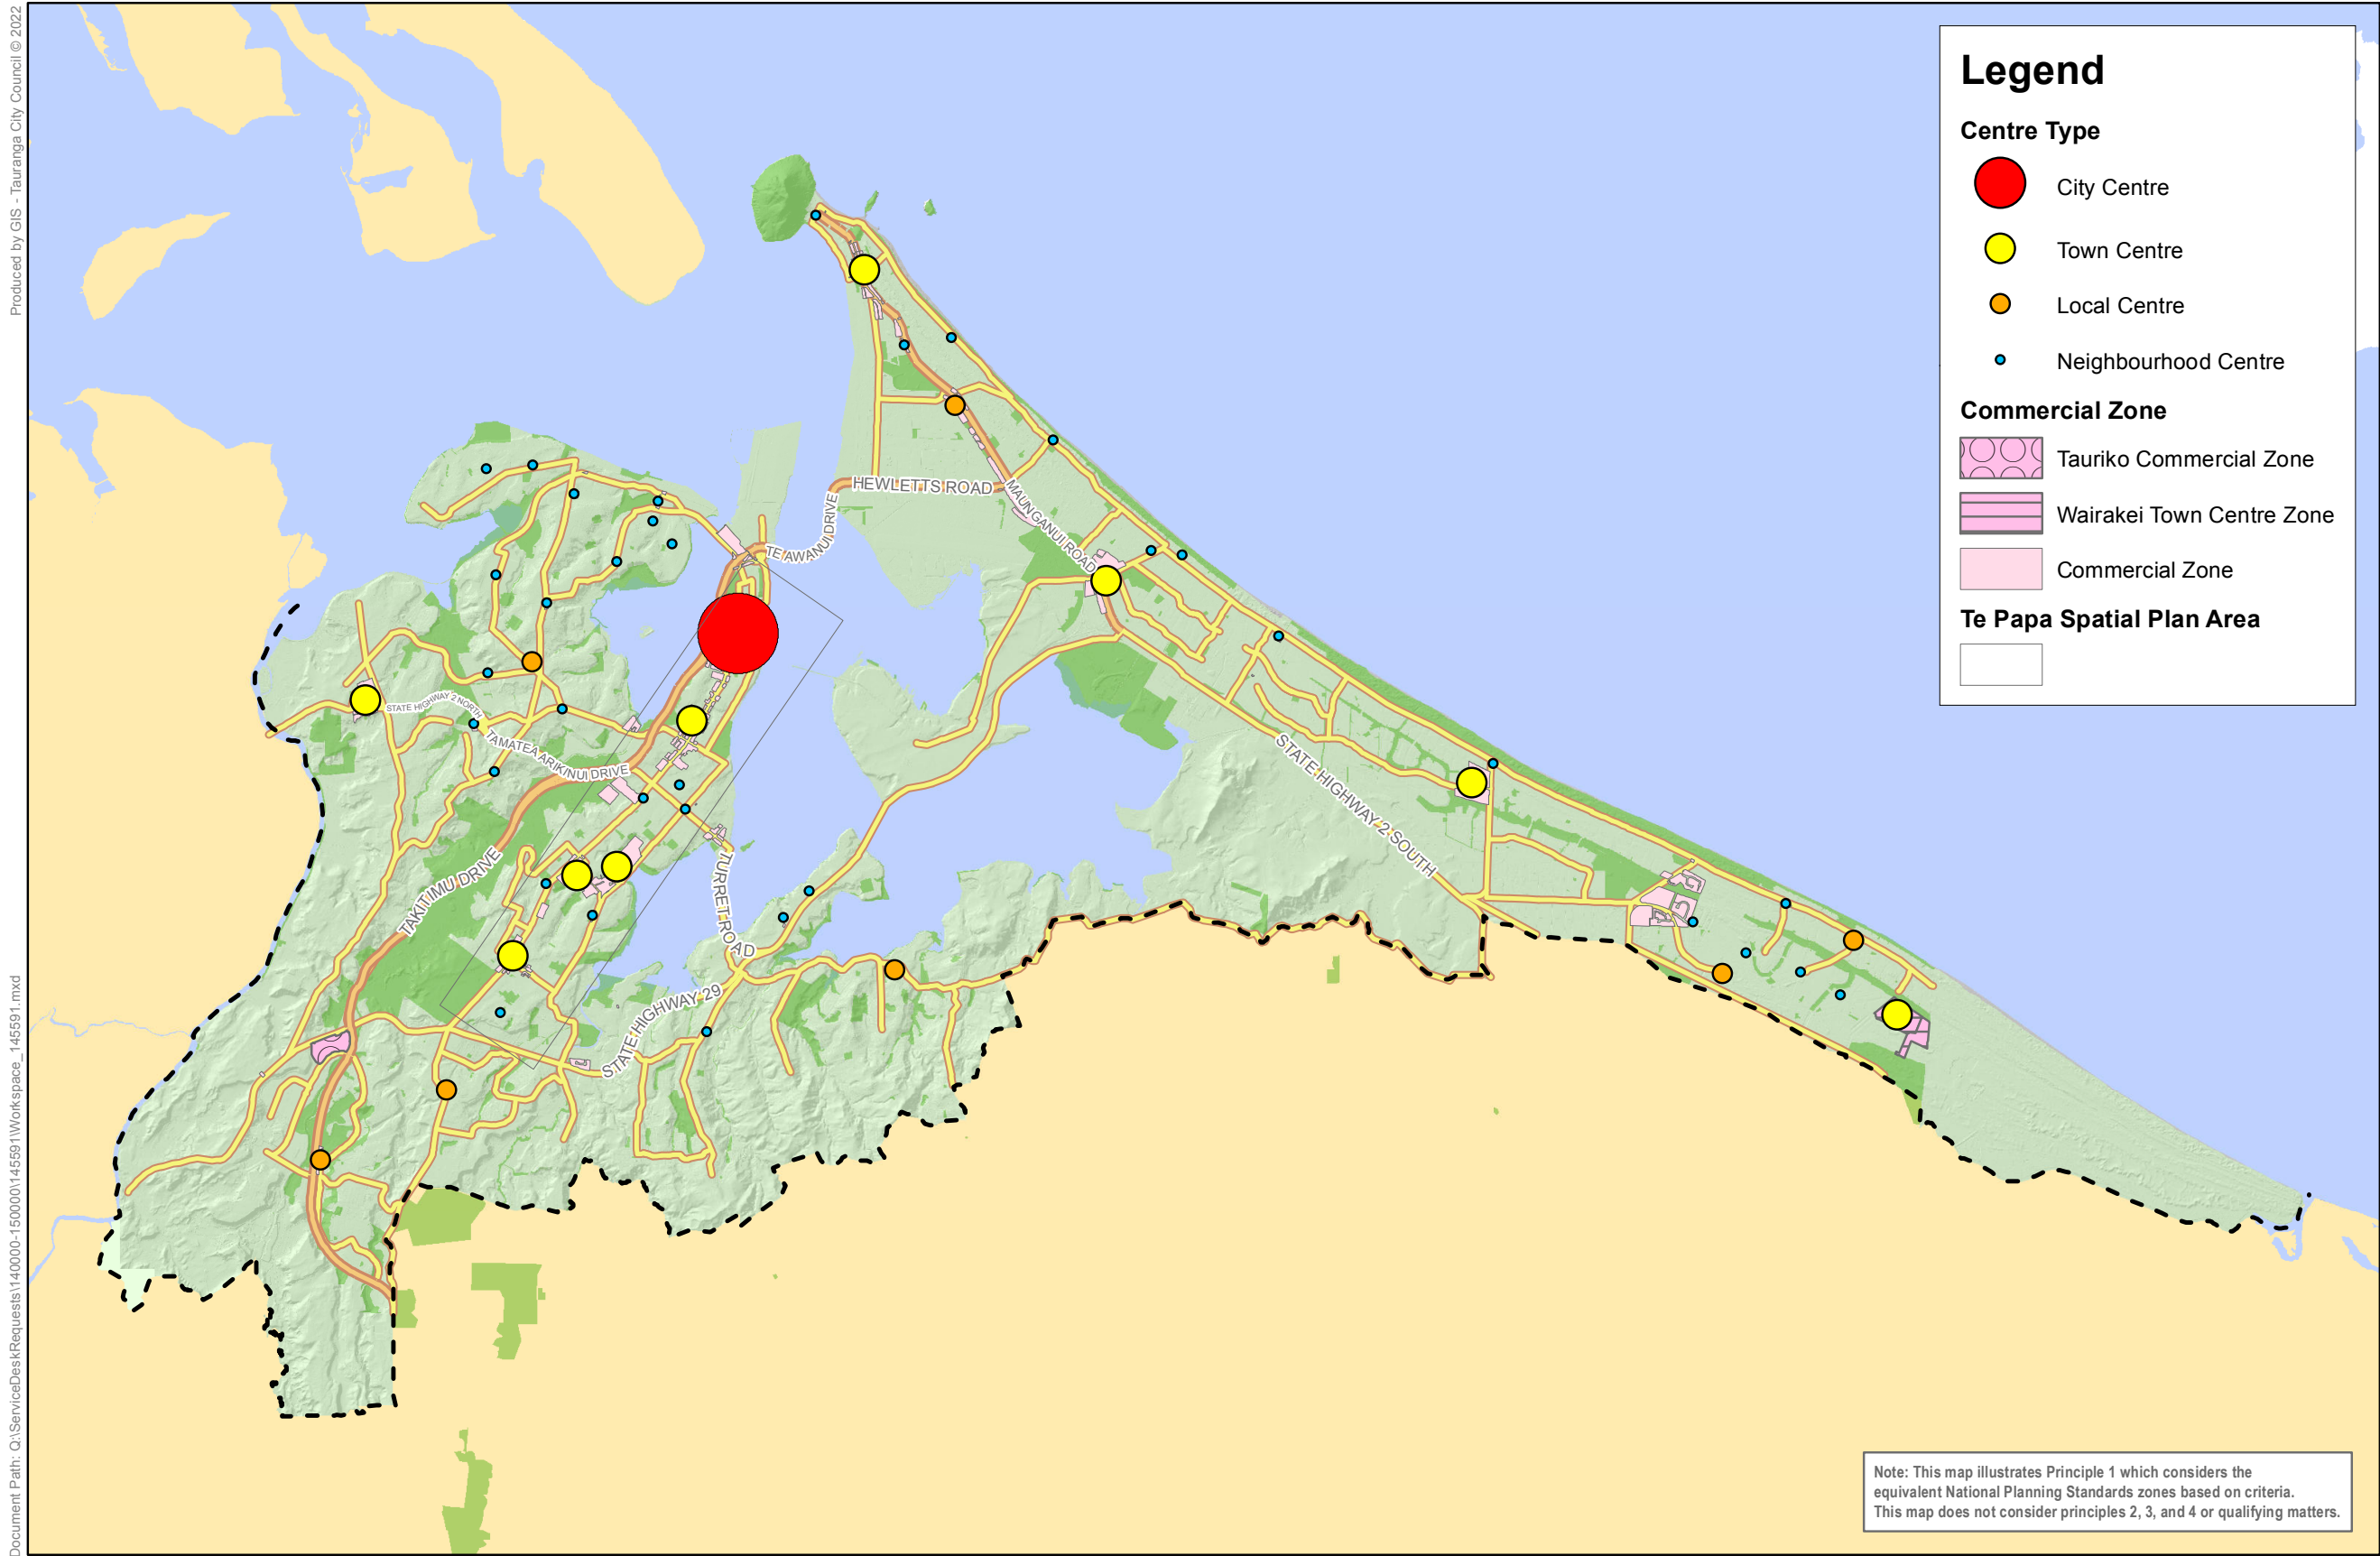 Produced by GIS - Tauranga City Council © 2022
Document Path: Q:\ServiceDeskRequests\140000-150000\145591\Workspace_145591.mxd
Legend
Centre Type
City Centre
Town Centre
Local Centre
Neighbourhood Centre
Commercial Zone
Tauriko Commercial Zone
Wairakei Town Centre Zone
Commercial Zone
Te Papa Spatial Plan Area
HEWLETTS ROAD
MAUNGANUI ROAD
TE AWANUI DRIVE
STATE HIGHWAY 2 NORTH
TAMATEA ARIKINUI DRIVE
STATE HIGHWAY 2 SOUTH
TAKITIMU DRIVE
TURRET ROAD
STATE HIGHWAY 29
Note: This map illustrates Principle 1 which considers the
equivalent National Planning Standards zones based on criteria.
This map does not consider principles 2, 3, and 4 or qualifying matters.